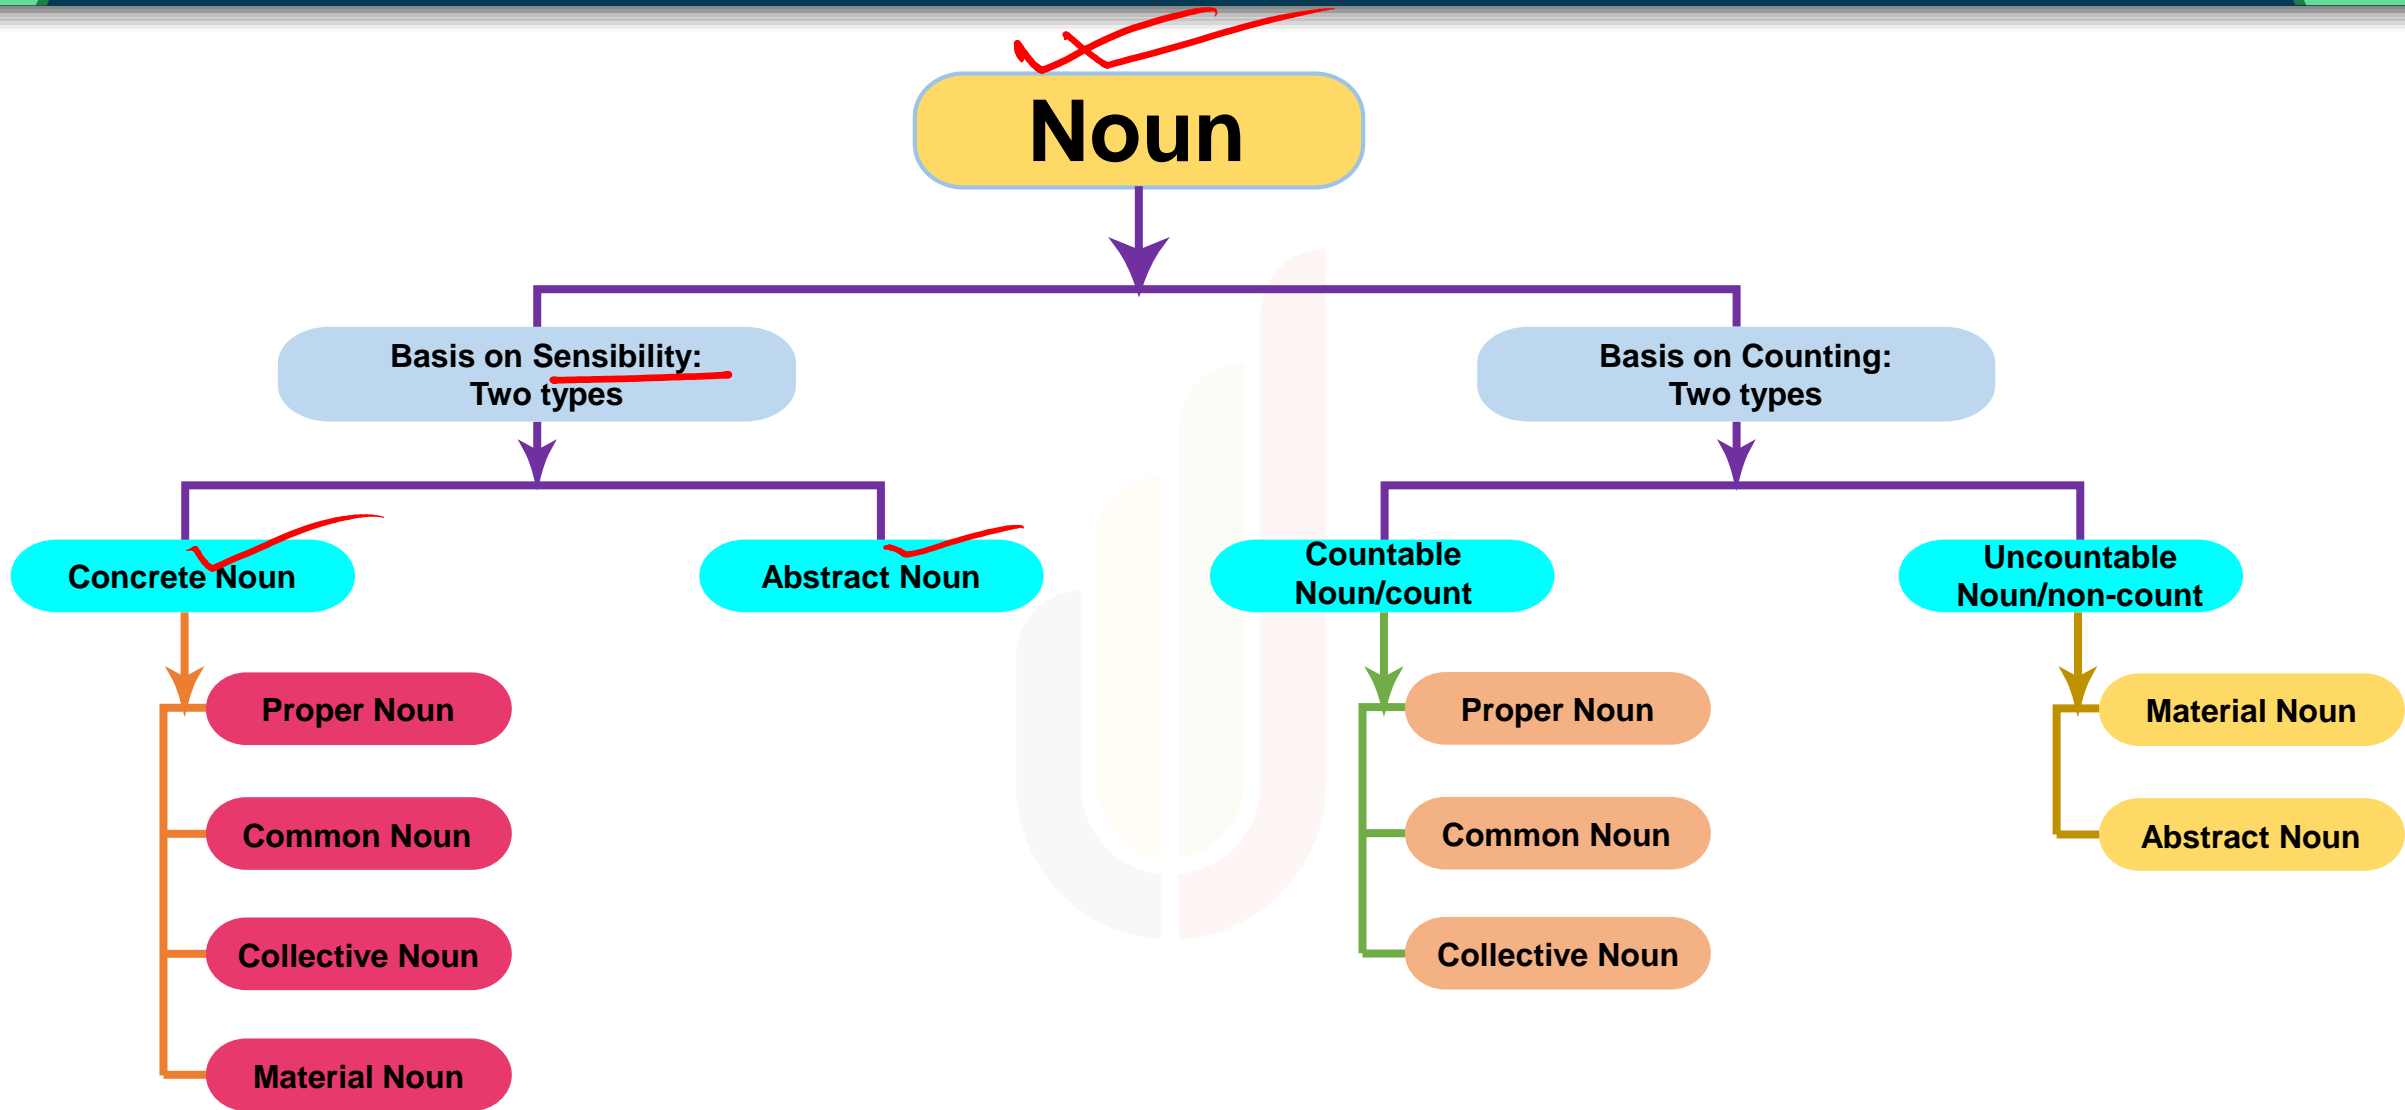 Noun
Basis on Sensibility:
Two types
Basis on Counting:
Two types
Concrete Noun
Abstract Noun
Countable
Noun/count
Uncountable
Noun/non-count
Proper Noun
Common Noun
Collective Noun
Material Noun
Proper Noun
Common Noun
Collective Noun
Material Noun
Abstract Noun